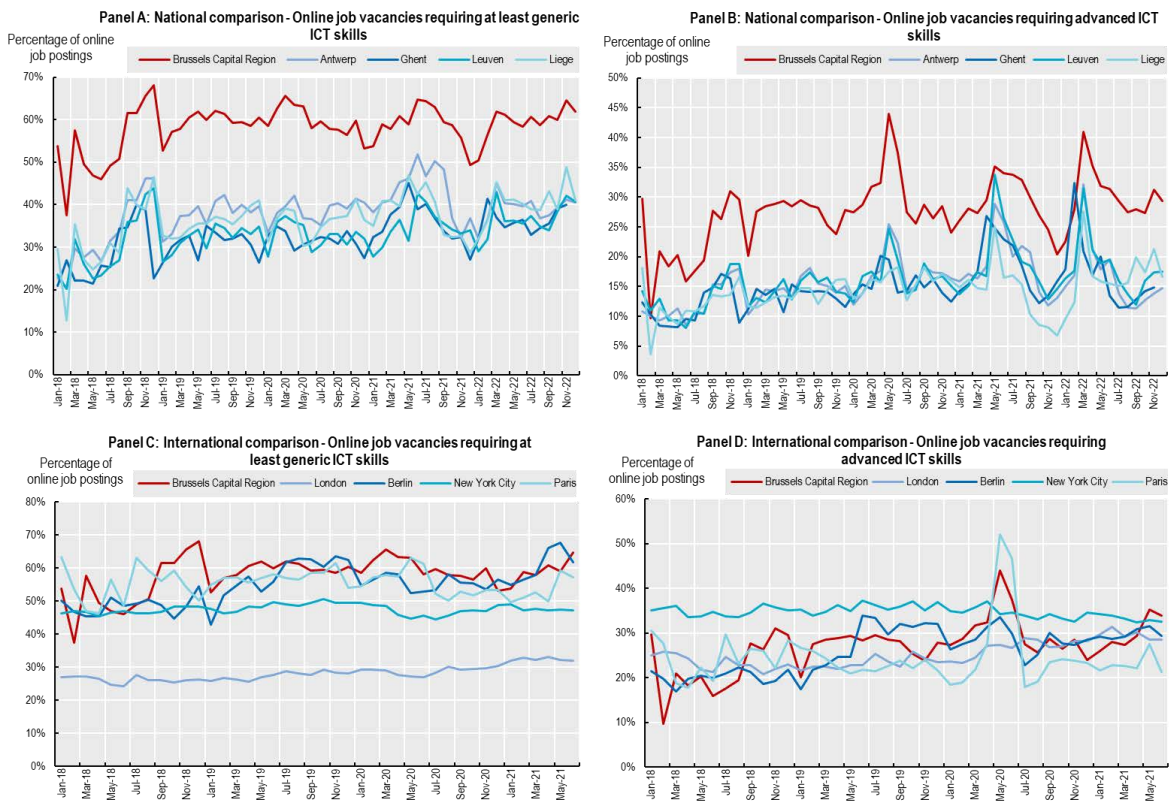 Panel A: National comparison - Online job vacancies requiring at least generic
ICT skills
Percentage of online
job postings
Brussels Capital Region Antwerp Ghent Leuven Liege
70%
60%
50%
40%
30%
20%
10%
0%
Jan-18 Mar-18 May-18 Jul-18 Sep-18 Nov-18 Jan-19 Mar-19 May-19 Jul-19 Sep-19 Nov-19 Jan-20 Mar-20 May-20 Jul-20 Sep-20 Nov-20 Jan-21 Mar-21 May-21 Jul-21 Sep-21 Nov-21 Jan-22 Mar-22 May-22 Jul-22 Sep-22 Nov-22
Panel B: National comparison - Online job vacancies requiring advanced ICT
skills
Percentage of online
job postings
Brussels Capital Region Antwerp Ghent Leuven Liege
50%
45%
40%
35%
30%
25%
20%
15%
10%
5%
0%
Jan-18 Mar-18 May-18 Jul-18 Sep-18 Nov-18 Jan-19 Mar-19 May-19 Jul-19 Sep-19 Nov-19 Jan-20 Mar-20 May-20 Jul-20 Sep-20 Nov-20 Jan-21 Mar-21 May-21 Jul-21 Sep-21 Nov-21 Jan-22 Mar-22 May-22 Jul-22 Sep-22 Nov-22
Panel C: International comparison - Online job vacancies requiring at
least generic ICT skills
Percentage of
online job postings
Brussels Capital Region London Berlin New York City Paris
80%
70%
60%
50%
40%
30%
20%
10%
0%
Jan-18 Mar-18 May-18 Jul-18 Sep-18 Nov-18 Jan-19 Mar-19 May-19 Jul-19 Sep-19 Nov-19 Jan-20 Mar-20 May-20 Jul-20 Sep-20 Nov-20 Jan-21 Mar-21 May-21
Panel D: International comparison - Online job vacancies requiring
advanced ICT skills
Percentage of
online job postings
Brussels Capital Region London Berlin New York City Paris
60%
50%
40%
30%
20%
10%
0%
Jan-18 Mar-18 May-18 Jul-18 Sep-18 Nov-18 Jan-19 Mar-19 May-19 Jul-19 Sep-19 Nov-19 Jan-20 Mar-20 May-20 Jul-20 Sep-20 Nov-20 Jan-21 Mar-21 May-21